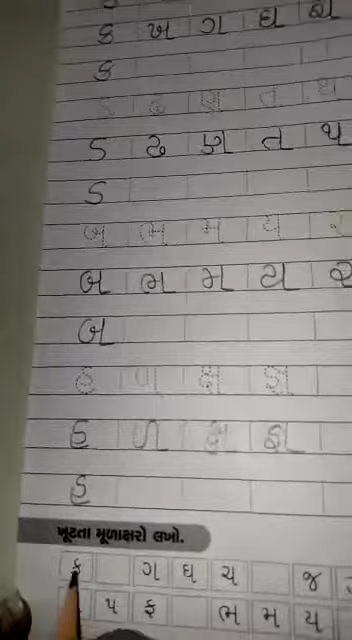 ક ખ ગ ઘ
ક
ઢ ણ ત થ
ડ ઢ ણ ત થ
ડ
બ ભ મ ય ર
બ ભ મ ય ર
બ
હ ળ ક્ષ જ્ઞ
હ ળ ક્ષ જ્ઞ
હ
ખૂટતા મૂળાક્ષરો લખો.
ક ગ ઘ ચ જ
પ ફ ભ મ ય